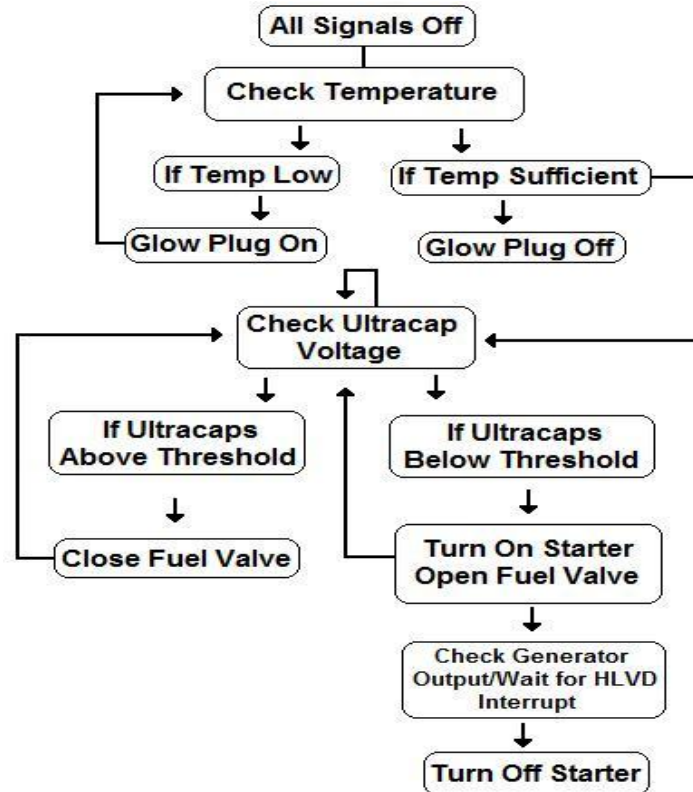 All Signals Off
Check Temperature
If Temp Low
If Temp Sufficient
Glow Plug On
Glow Plug Off
Check Ultracap
Voltage
If Ultracaps
Above Threshold
If Ultracaps
Below Threshold
Close Fuel Valve
Turn On Starter
Open Fuel Valve
Check Generator
Output/Wait for HLVD
Interrupt
Turn Off Starter